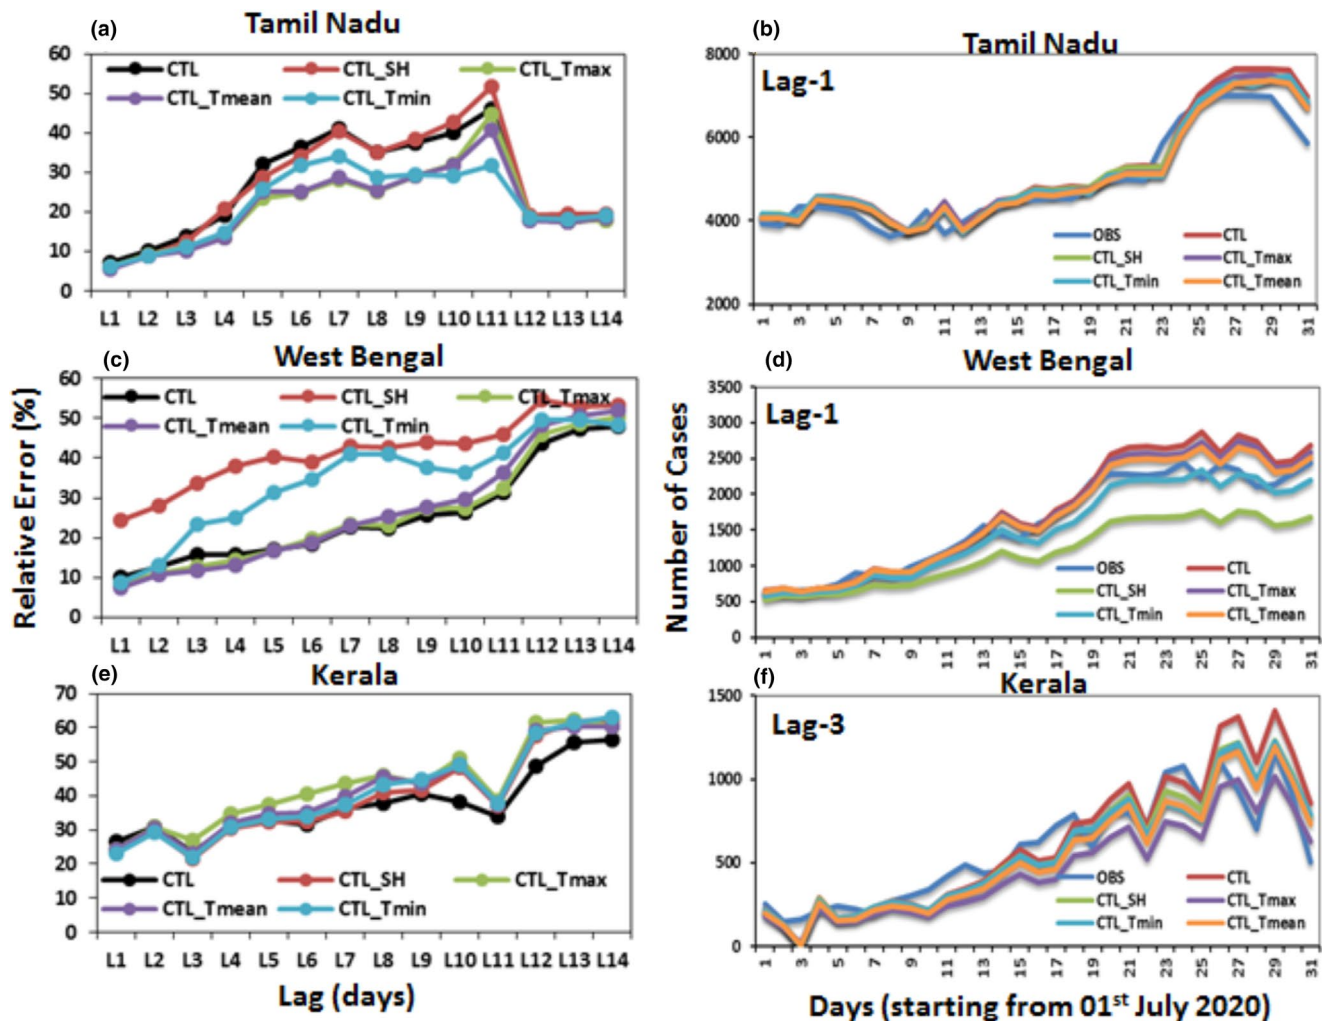 (a)
Tamil Nadu
60
50
40
30
20
10
0
CTL
CTL_SH
CTL_Tmax
CTL_Tmean
CTL_Tmin
L1 L2 L3 L4 L5 L6 L7 L8 L9 L10 L11 L12 L13 L14
(b)
Tamil Nadu
Lag-1
8000
6000
4000
2000
OBS
CTL
CTL_SH
CTL_Tmax
CTL_Tmin
CTL_Tmean
1 3 5 7 9 11 13 15 17 19 21 23 25 27 29 31
(c)
West Bengal
60
50
40
30
20
10
0
CTL
CTL_SH
CTL_Tmax
CTL_Tmean
CTL_Tmin
L1 L2 L3 L4 L5 L6 L7 L8 L9 L10 L11 L12 L13 L14
Relative Error (%)
(d)
West Bengal
Lag-1
3500
3000
2500
2000
1500
1000
500
0
OBS
CTL
CTL_SH
CTL_Tmax
CTL_Tmin
CTL_Tmean
1 3 5 7 9 11 13 15 17 19 21 23 25 27 29 31
Number of Cases
(e)
Kerala
70
60
50
40
30
20
10
0
CTL
CTL_SH
CTL_Tmax
CTL_Tmean
CTL_Tmin
L1 L2 L3 L4 L5 L6 L7 L8 L9 L10 L11 L12 L13 L14
Lag (days)
(f)
Kerala
Lag-3
1500
1000
500
0
OBS
CTL
CTL_SH
CTL_Tmax
CTL_Tmin
CTL_Tmean
1 3 5 7 9 11 13 15 17 19 21 23 25 27 29 31
Days (starting from 01st July 2020)